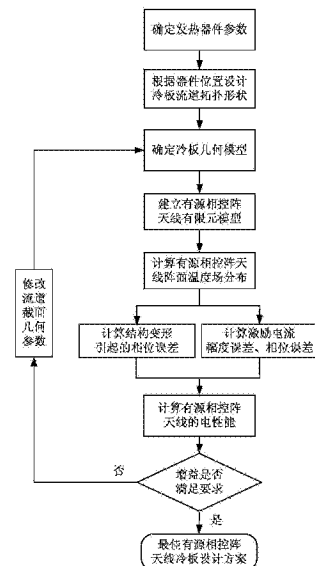 确定发热器件参数
根据器件位置设计
冷板流道拓扑形状
确定冷板几何模型
建立有源相控阵
天线有限元模型
计算有源相控阵天
线阵面温度场分布
修改
流道
截面
几何
参数
计算结构变形
引起的相位误差
计算激励电流
幅度误差、相位误差
计算有源相控阵
天线的电性能
否
增益是否
满足要求
是
最佳有源相控阵
天线冷板设计方案